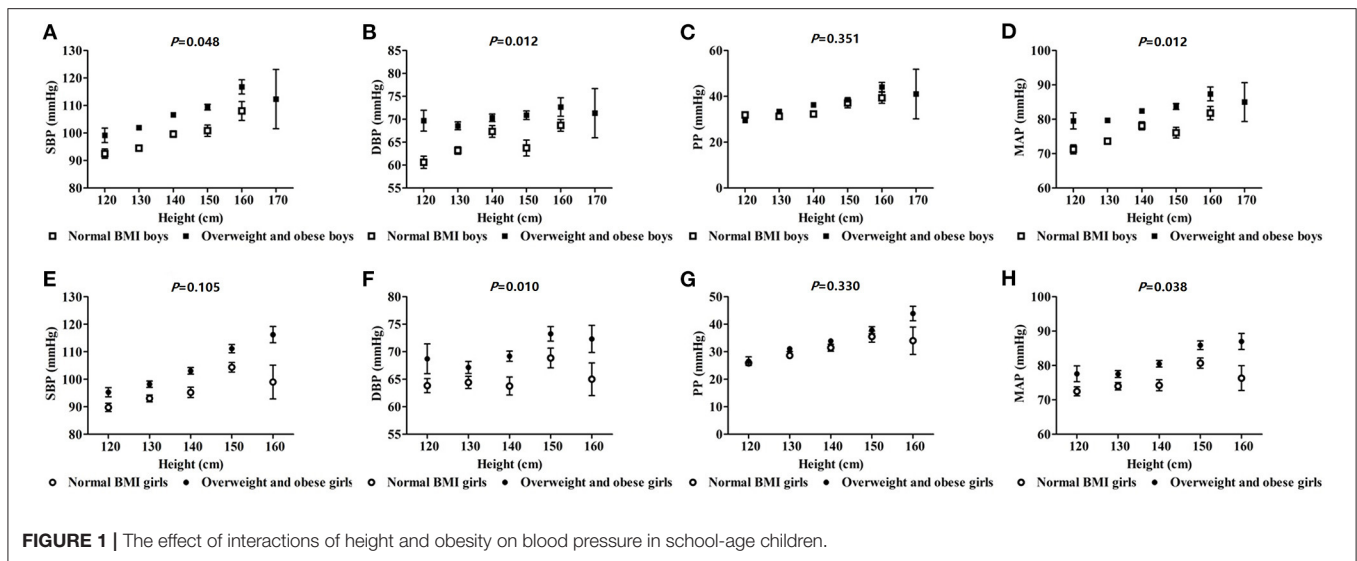 A B C D
P=0.048 P=0.012 P=0.351 P=0.012
SBP (mmHg)
130
120
110
100
90
80
120 130 140 150 160 170
Height (cm)
DBP (mmHg)
85
80
75
70
65
60
55
120 130 140 150 160 170
Height (cm)
PP (mmHg)
60
40
20
0
120 130 140 150 160 170
Height (cm)
MAP (mmHg)
100
90
80
70
60
120 130 140 150 160 170
Height (cm)
Normal BMI boys Overweight and obese boys Normal BMI boys Overweight and obese boys Normal BMI boys Overweight and obese boys Normal BMI boys Overweight and obese boys
E F G H
P=0.105 P=0.010 P=0.330 P=0.038
SBP (mmHg)
130
120
110
100
90
80
120 130 140 150 160
Height (cm)
DBP (mmHg)
80
75
70
65
60
55
120 130 140 150 160
Height (cm)
PP (mmHg)
50
40
30
20
10
0
120 130 140 150 160
Height (cm)
MAP (mmHg)
100
90
80
70
60
120 130 140 150 160
Height (cm)
Normal BMI girls Overweight and obese girls Normal BMI girls Overweight and obese girls Normal BMI girls Overweight and obese girls Normal BMI girls Overweight and obese girls
FIGURE 1 | The effect of interactions of height and obesity on blood pressure in school-age children.